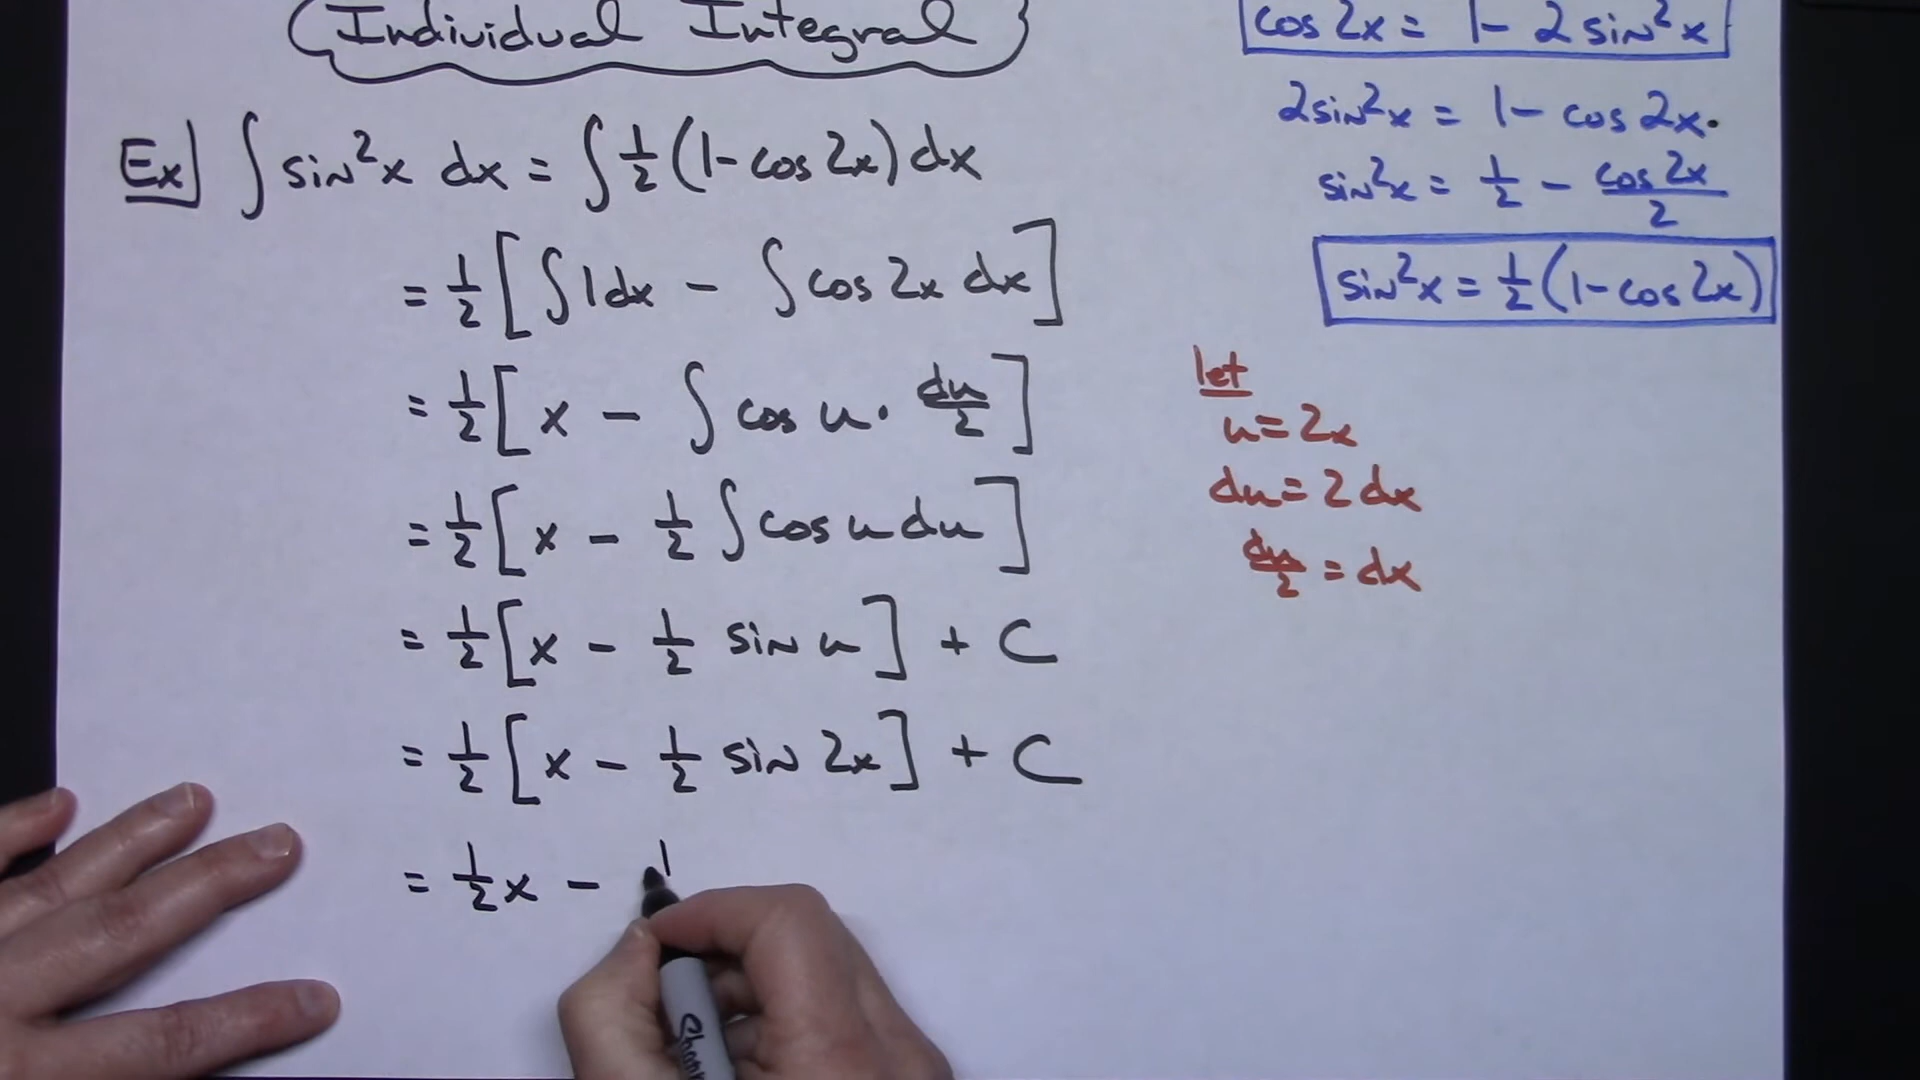 Individual Integral
Ex] ∫ sin²x dx = ∫ ½ (1 - cos 2x) dx
= ½ [∫ 1dx - ∫ cos 2x dx]
= ½ [x - ∫ cos u · du/2]
= ½ [x - ½ ∫ cos u du]
= ½ [x - ½ sin u] + C
= ½ [x - ½ sin 2x] + C
= ½x - 1
cos 2x = 1 - 2 sin²x
2sin²x = 1 - cos 2x.
sin²x = ½ - cos 2x/2
sin²x = ½ (1 - cos 2x)
let
u = 2x
du = 2 dx
du/2 = dx